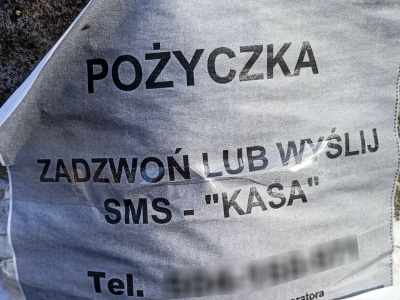 POŻYCZKA
ZADZWOŃ LUB WYŚLIJ
SMS - "KASA"
Tel.